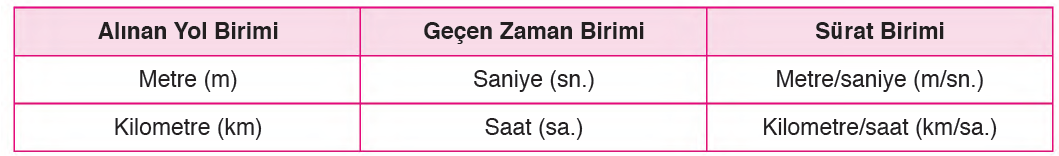 Alınan Yol Birimi Geçen Zaman Birimi Sürat Birimi
Metre (m) Saniye (sn.) Metre/saniye (m/sn.)
Kilometre (km) Saat (sa.) Kilometre/saat (km/sa.)